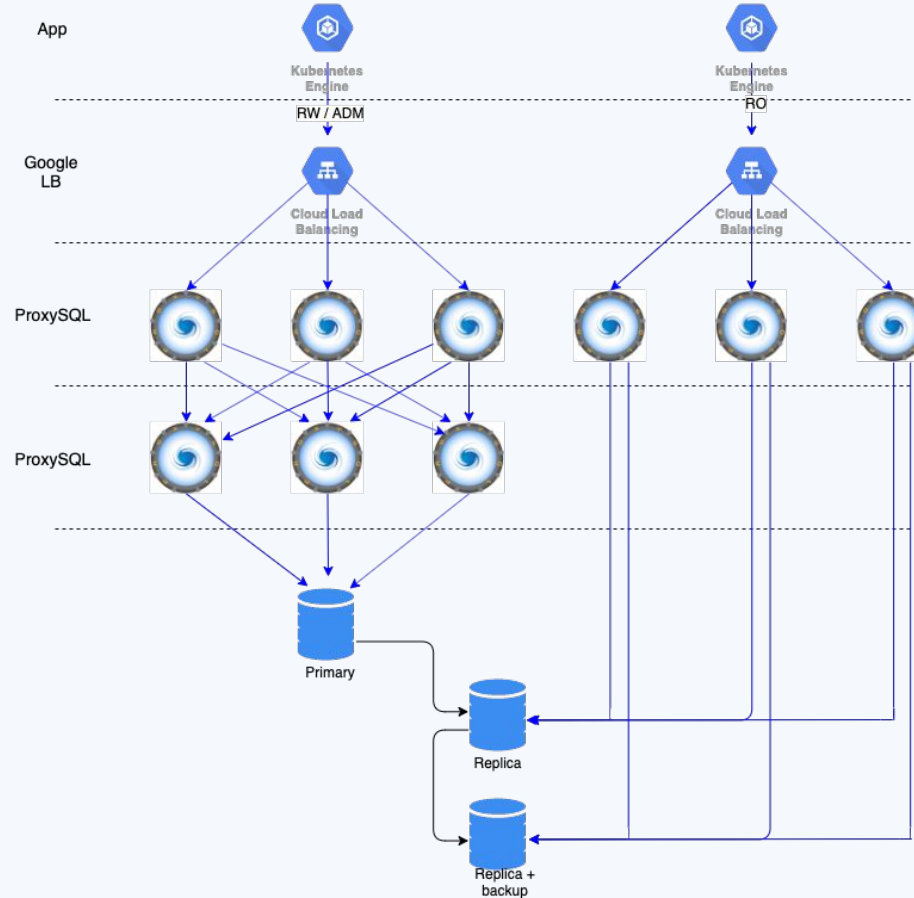 App
Kubernetes
Engine
Kubernetes
Engine
RW / ADM
RO
Google
LB
Cloud Load
Balancing
Cloud Load
Balancing
ProxySQL
ProxySQL
Primary
Replica
Replica +
backup